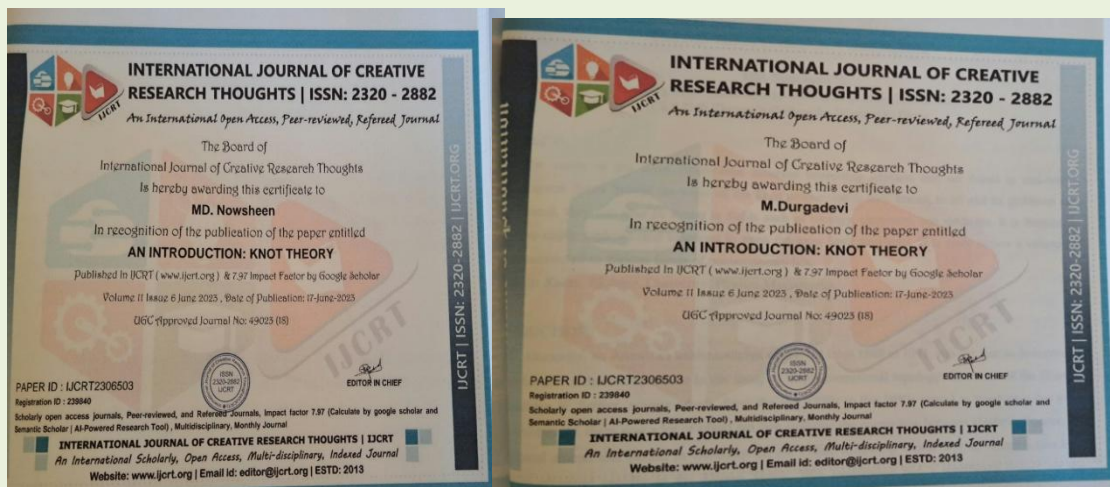 INTERNATIONAL JOURNAL OF CREATIVE
RESEARCH THOUGHTS | ISSN: 2320 - 2882
An International Open Access, Peer-reviewed, Refereed Journal
IJCRT
The Board of
International Journal of Creative Research Thoughts
Is hereby awarding this certificate to
MD. Nowsheen
In recognition of the publication of the paper entitled
AN INTRODUCTION: KNOT THEORY
Published In IJCRT ( www.ijcrt.org ) & 7.97 Impact Factor by Google Scholar
Volume 11 Issue 6 June 2023 , Date of Publication: 17-June-2023
UGC Approved Journal No: 49023 (18)
IJCRT
ISSN
2320-2882
IJCRT
PAPER ID : IJCRT2306503
EDITOR IN CHIEF
Registration ID : 239840
Scholarly open access journals, Peer-reviewed, and Refereed Journals, Impact factor 7.97 (Calculate by google scholar and
Semantic Scholar | AI-Powered Research Tool) , Multidisciplinary, Monthly Journal
INTERNATIONAL JOURNAL OF CREATIVE RESEARCH THOUGHTS | IJCRT
An International Scholarly, Open Access, Multi-disciplinary, Indexed Journal
Website: www.ijcrt.org | Email id: editor@ijcrt.org | ESTD: 2013
IJCRT | ISSN: 2320-2882 | IJCRT.ORG
INTERNATIONAL JOURNAL OF CREATIVE
RESEARCH THOUGHTS | ISSN: 2320 - 2882
An International Open Access, Peer-reviewed, Refereed Journal
IJCRT
The Board of
International Journal of Creative Research Thoughts
Is hereby awarding this certificate to
M.Durgadevi
In recognition of the publication of the paper entitled
AN INTRODUCTION: KNOT THEORY
Published In IJCRT ( www.ijcrt.org ) & 7.97 Impact Factor by Google Scholar
Volume 11 Issue 6 June 2023 , Date of Publication: 17-June-2023
UGC Approved Journal No: 49023 (18)
IJCRT
ISSN
2320-2882
IJCRT
PAPER ID : IJCRT2306503
EDITOR IN CHIEF
Registration ID : 239840
Scholarly open access journals, Peer-reviewed, and Refereed Journals, Impact factor 7.97 (Calculate by google scholar and
Semantic Scholar | AI-Powered Research Tool) , Multidisciplinary, Monthly Journal
INTERNATIONAL JOURNAL OF CREATIVE RESEARCH THOUGHTS | IJCRT
An International Scholarly, Open Access, Multi-disciplinary, Indexed Journal
Website: www.ijcrt.org | Email id: editor@ijcrt.org | ESTD: 2013
IJCRT | ISSN: 2320-2882 | IJCRT.ORG